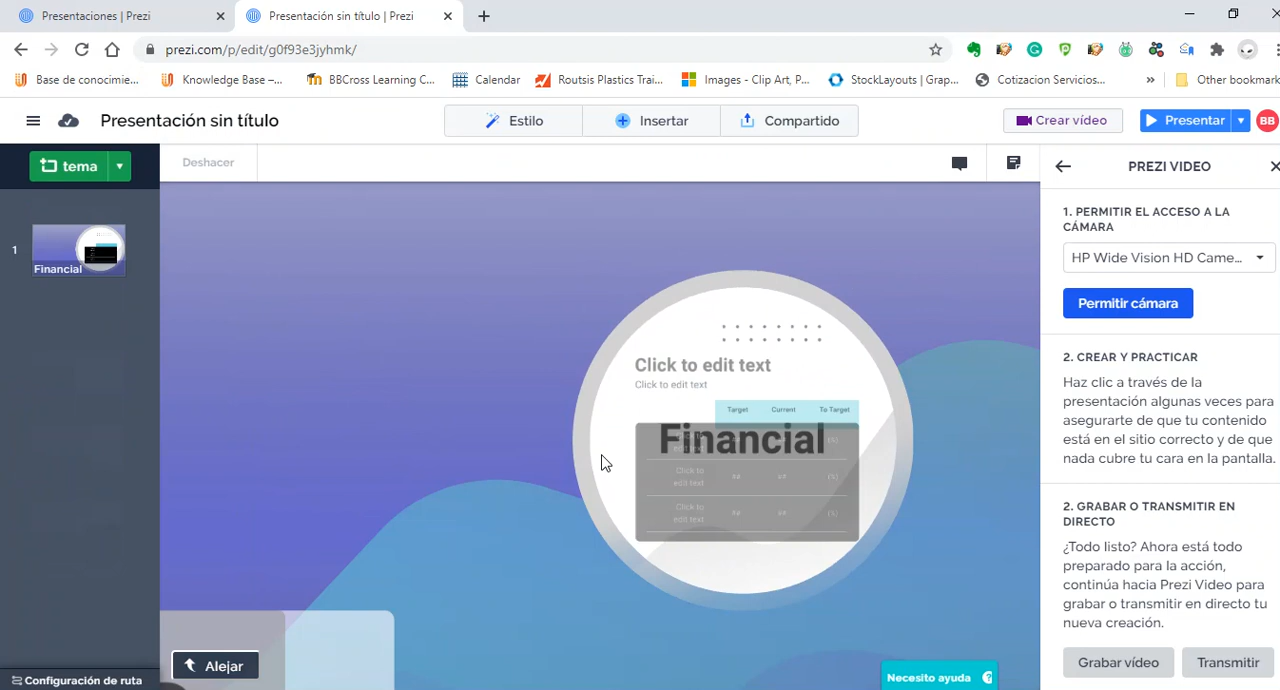 Presentaciones | Prezi
Presentación sin título | Prezi
prezi.com/p/edit/g0f93e3jyhmk/
Base de conocimie...
Knowledge Base –...
BBCross Learning C...
Calendar
Routsis Plastics Trai...
Images - Clip Art, P...
StockLayouts | Grap...
Cotizacion Servicios...
»
Other bookmark
Presentación sin título
Estilo
Insertar
Compartido
Crear vídeo
Presentar
BB
tema
Deshacer
PREZI VIDEO
1
Financial
1. PERMITIR EL ACCESO A LA
CÁMARA
HP Wide Vision HD Came...
Permitir cámara
2. CREAR Y PRACTICAR
Haz clic a través de la
presentación algunas veces para
asegurarte de que tu contenido
está en el sitio correcto y de que
nada cubre tu cara en la pantalla.
2. GRABAR O TRANSMITIR EN
DIRECTO
¿Todo listo? Ahora está todo
preparado para la acción,
continúa hacia Prezi Video para
grabar o transmitir en directo tu
nueva creación.
Grabar vídeo
Transmitir
Click to edit text
Click to edit text
Target Current To Target
Financial
## ## (%)
Click to
edit text
## ## (%)
Click to
edit text
## ## (%)
Alejar
Configuración de ruta
Necesito ayuda